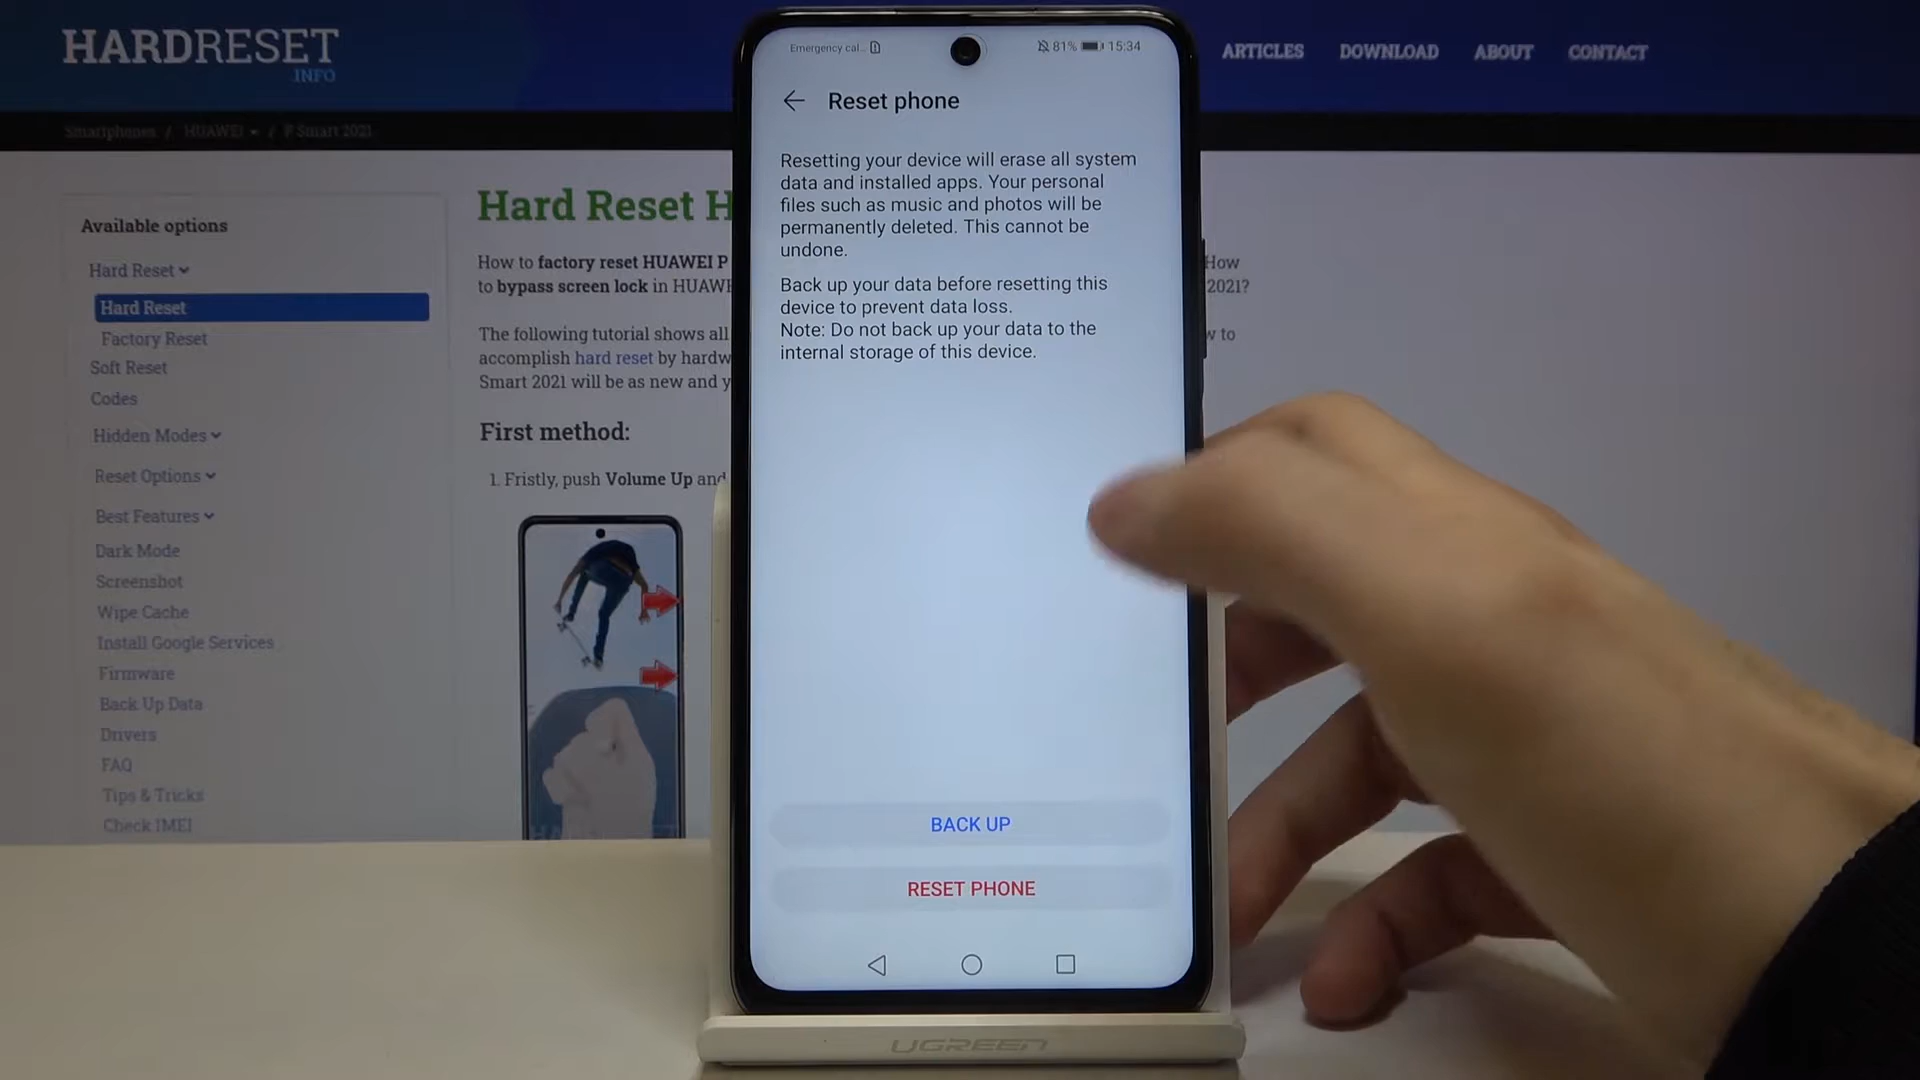 HARDRESET
.INFO
ARTICLES DOWNLOAD ABOUT CONTACT
Smartphones / HUAWEI / P Smart 2021
Available options
Hard Reset
Hard Reset
Factory Reset
Soft Reset
Codes
Hidden Modes
Reset Options
Best Features
Dark Mode
Screenshot
Wipe Cache
Install Google Services
Firmware
Back Up Data
Drivers
FAQ
Tips & Tricks
Check IMEI
Hard Reset H
How to factory reset HUAWEI P
to bypass screen lock in HUAWE
How
2021?
The following tutorial shows all
accomplish hard reset by hardw
Smart 2021 will be as new and y
w to
First method:
1. Fristly, push Volume Up and
Emergency cal... 81% 15:34
Reset phone
Resetting your device will erase all system
data and installed apps. Your personal
files such as music and photos will be
permanently deleted. This cannot be
undone.
Back up your data before resetting this
device to prevent data loss.
Note: Do not back up your data to the
internal storage of this device.
BACK UP
RESET PHONE
UGREEN